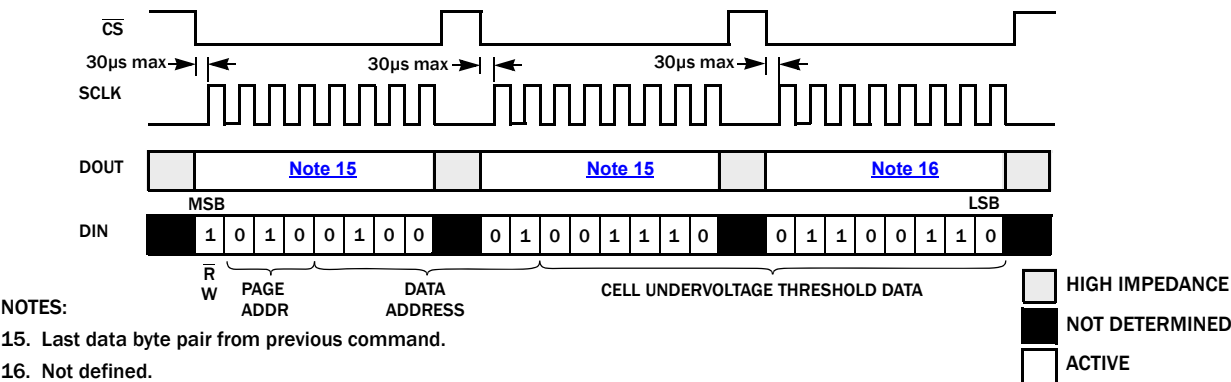 CS
30µs max
30µs max
30µs max
SCLK
DOUT
Note 15
Note 15
Note 16
MSB
LSB
DIN
1 0 1 0 0 1 0 0
0 1 0 0 1 1 1 0
0 1 1 0 0 1 1 0
R
W
PAGE
ADDR
DATA
ADDRESS
CELL UNDERVOLTAGE THRESHOLD DATA
HIGH IMPEDANCE
NOT DETERMINED
ACTIVE
NOTES:
15. Last data byte pair from previous command.
16. Not defined.